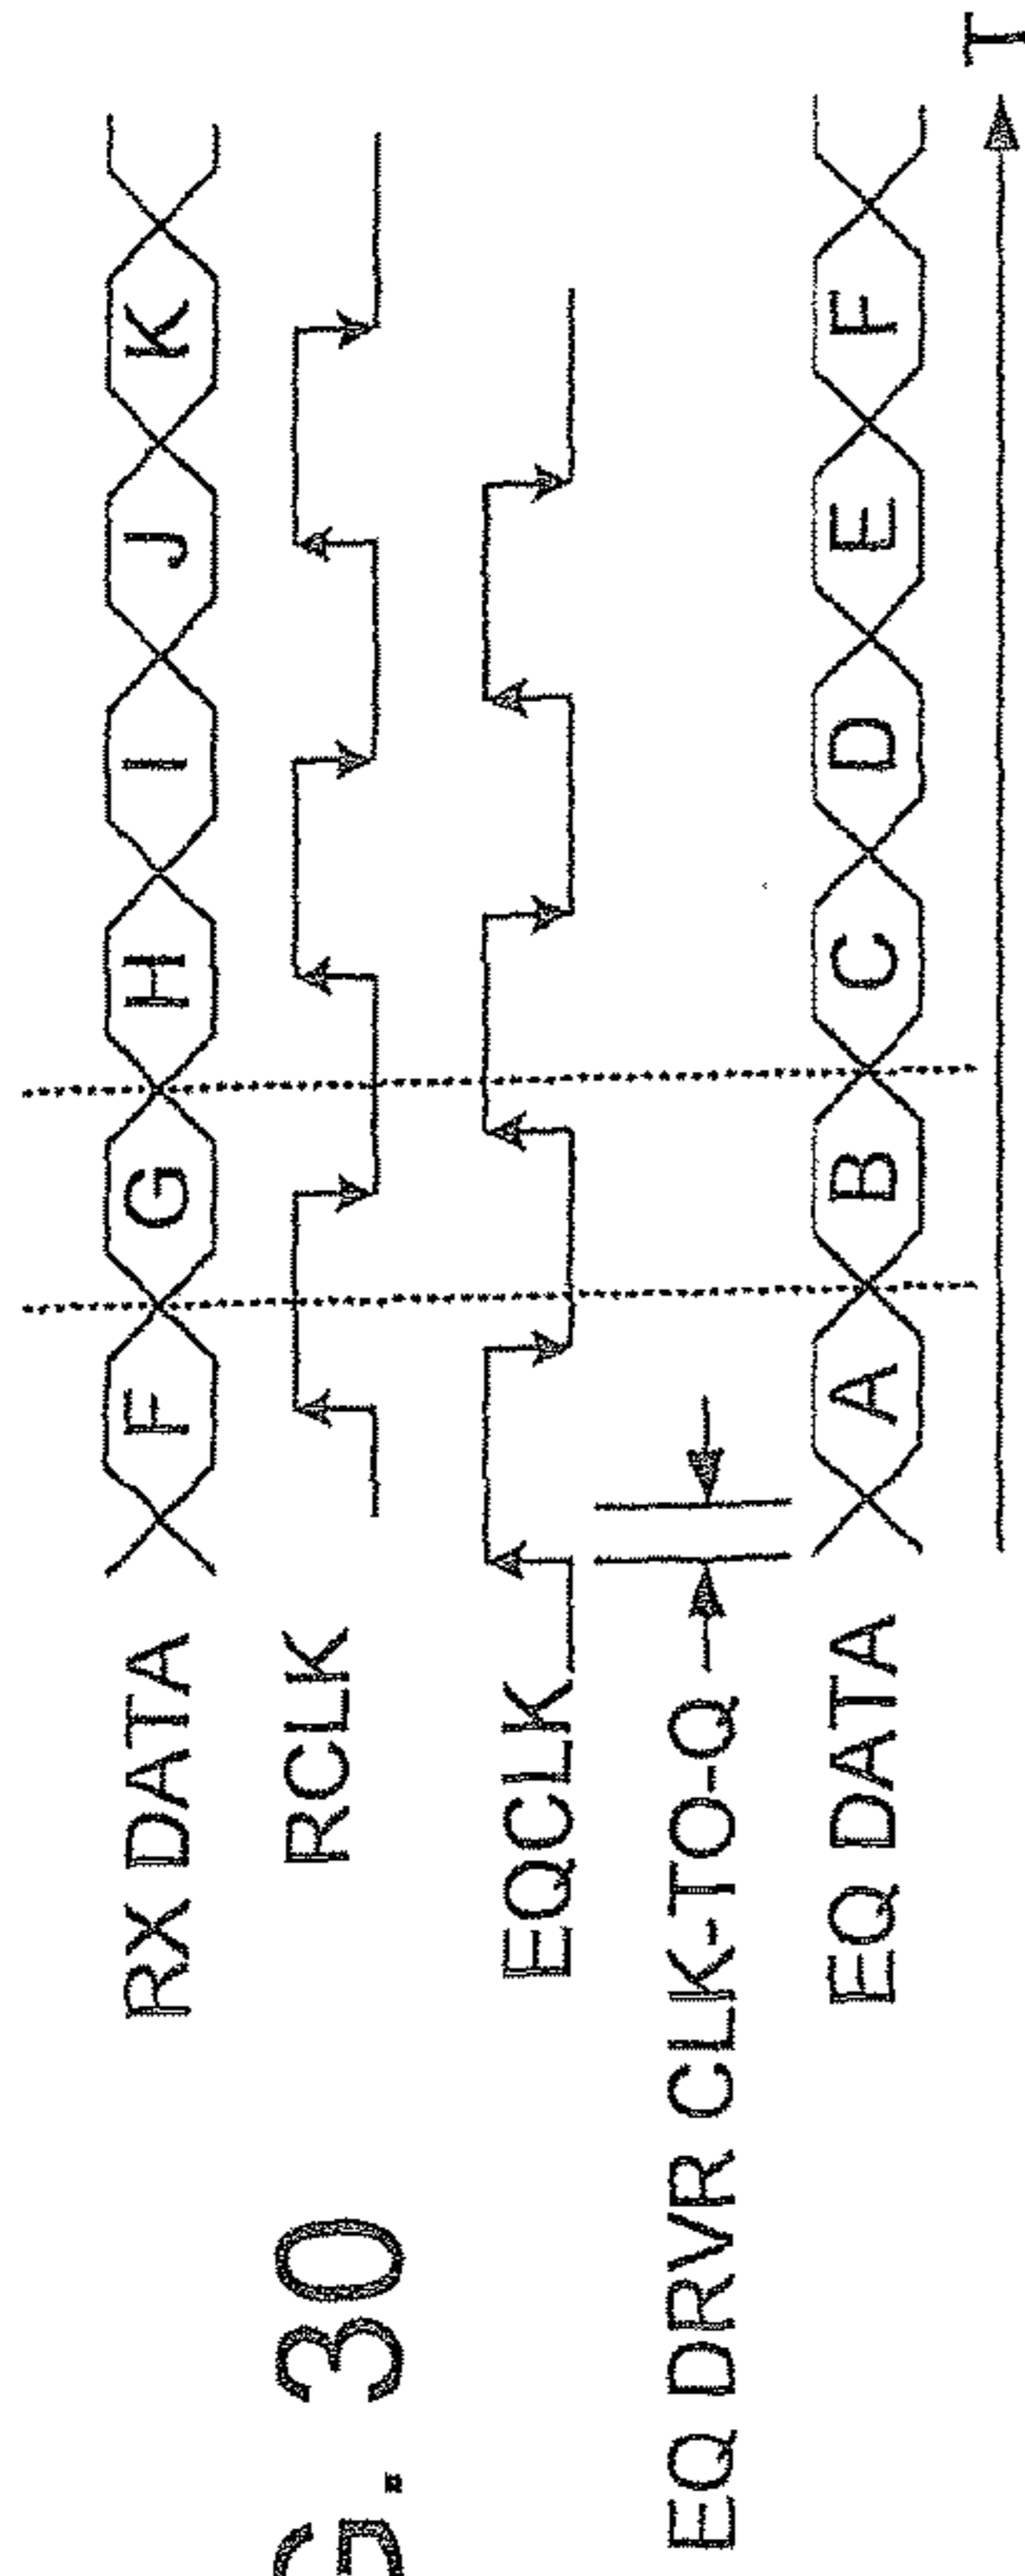 G. 30
RX DATA F G H I J K
RCLK
EQCLK
EQ DRVR CLK-TO-Q
EQ DATA A B C D E F
T